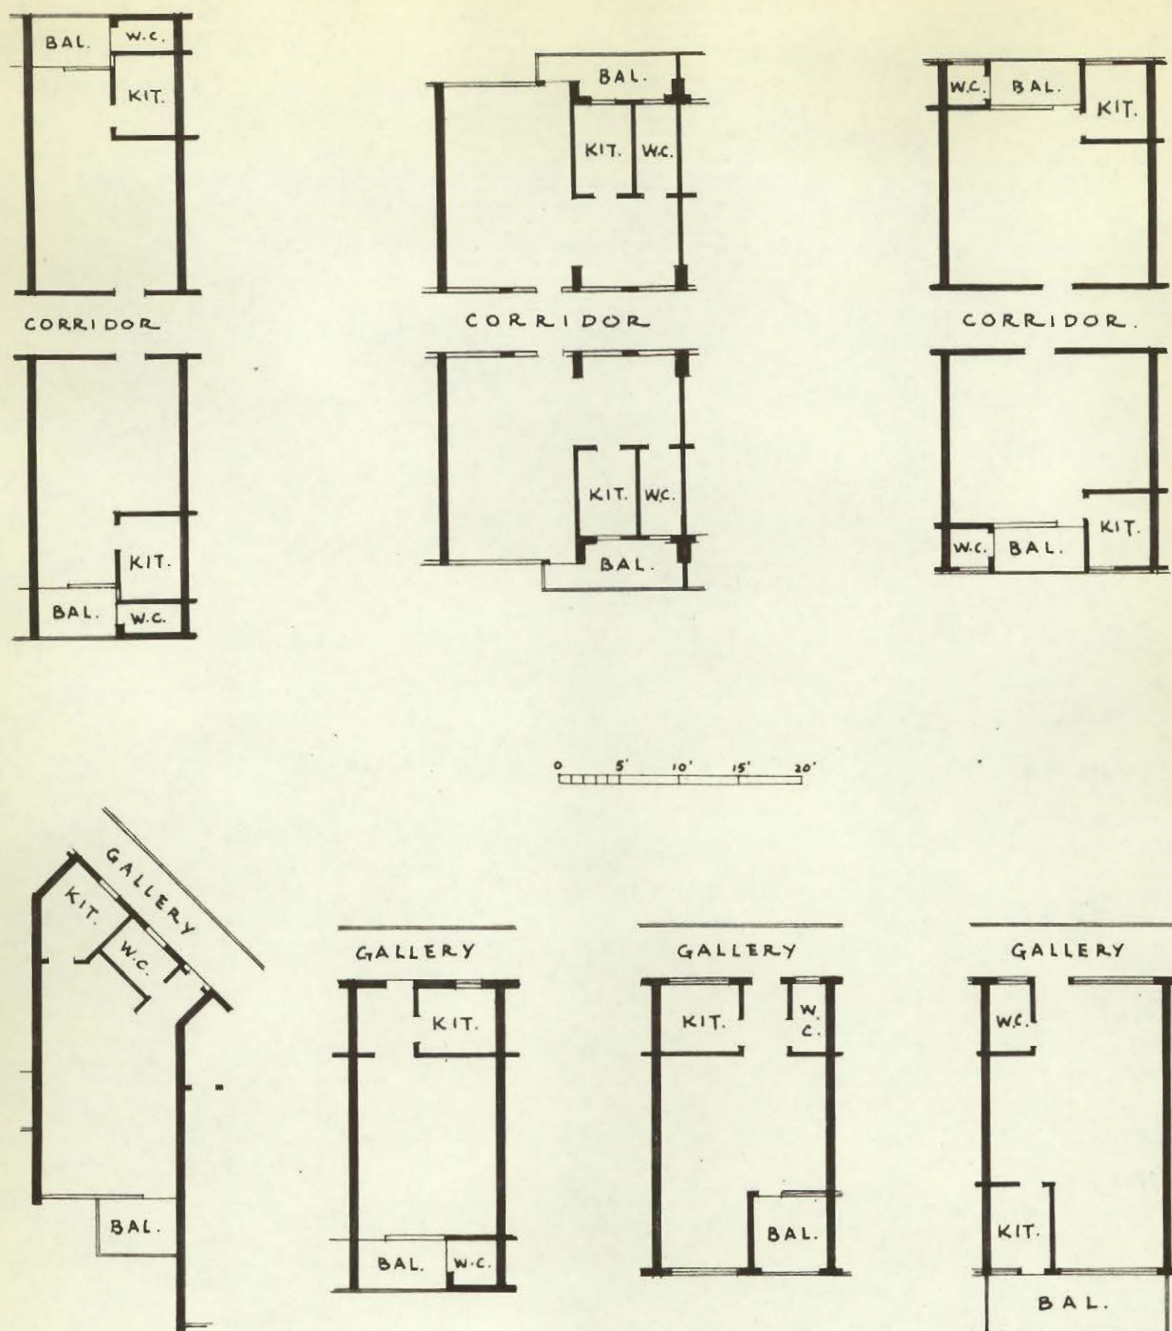 BAL. W.C.
KIT.
CORRIDOR
KIT.
BAL. W.C.
BAL.
KIT. W.C.
CORRIDOR
KIT. W.C.
BAL.
W.C. BAL. KIT.
CORRIDOR.
W.C. BAL. KIT.
0 5' 10' 15' 20'
GALLERY
KIT.
W.C.
BAL.
GALLERY
KIT.
BAL. W.C.
GALLERY
KIT. W.
C.
BAL.
GALLERY
W.C.
KIT.
BAL.